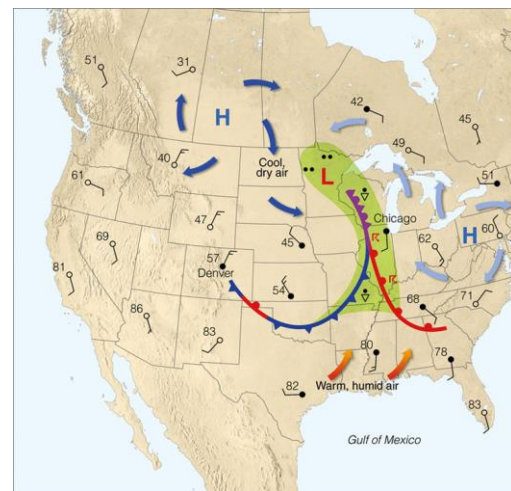 51
31
42
45
H
49
Cool,
dry air
40
L
51
61
Chicago
47
60
H
45
62
69
57
Denver
81
54
68
71
86
83
80
78
82
Warm, humid air
83
Gulf of Mexico